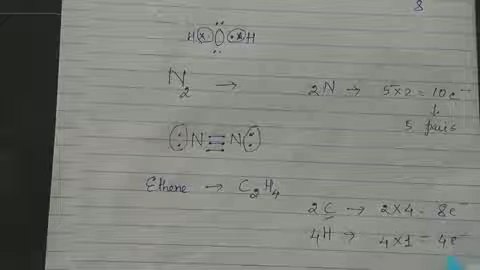 8
H × · O · × H
N₂ → 2N → 5×2 = 10e⁻
↓
5 pairs
N ≡ N
Ethene → C₂H₄
2C → 2×4 = 8e⁻
4H → 4×1 = 4e⁻